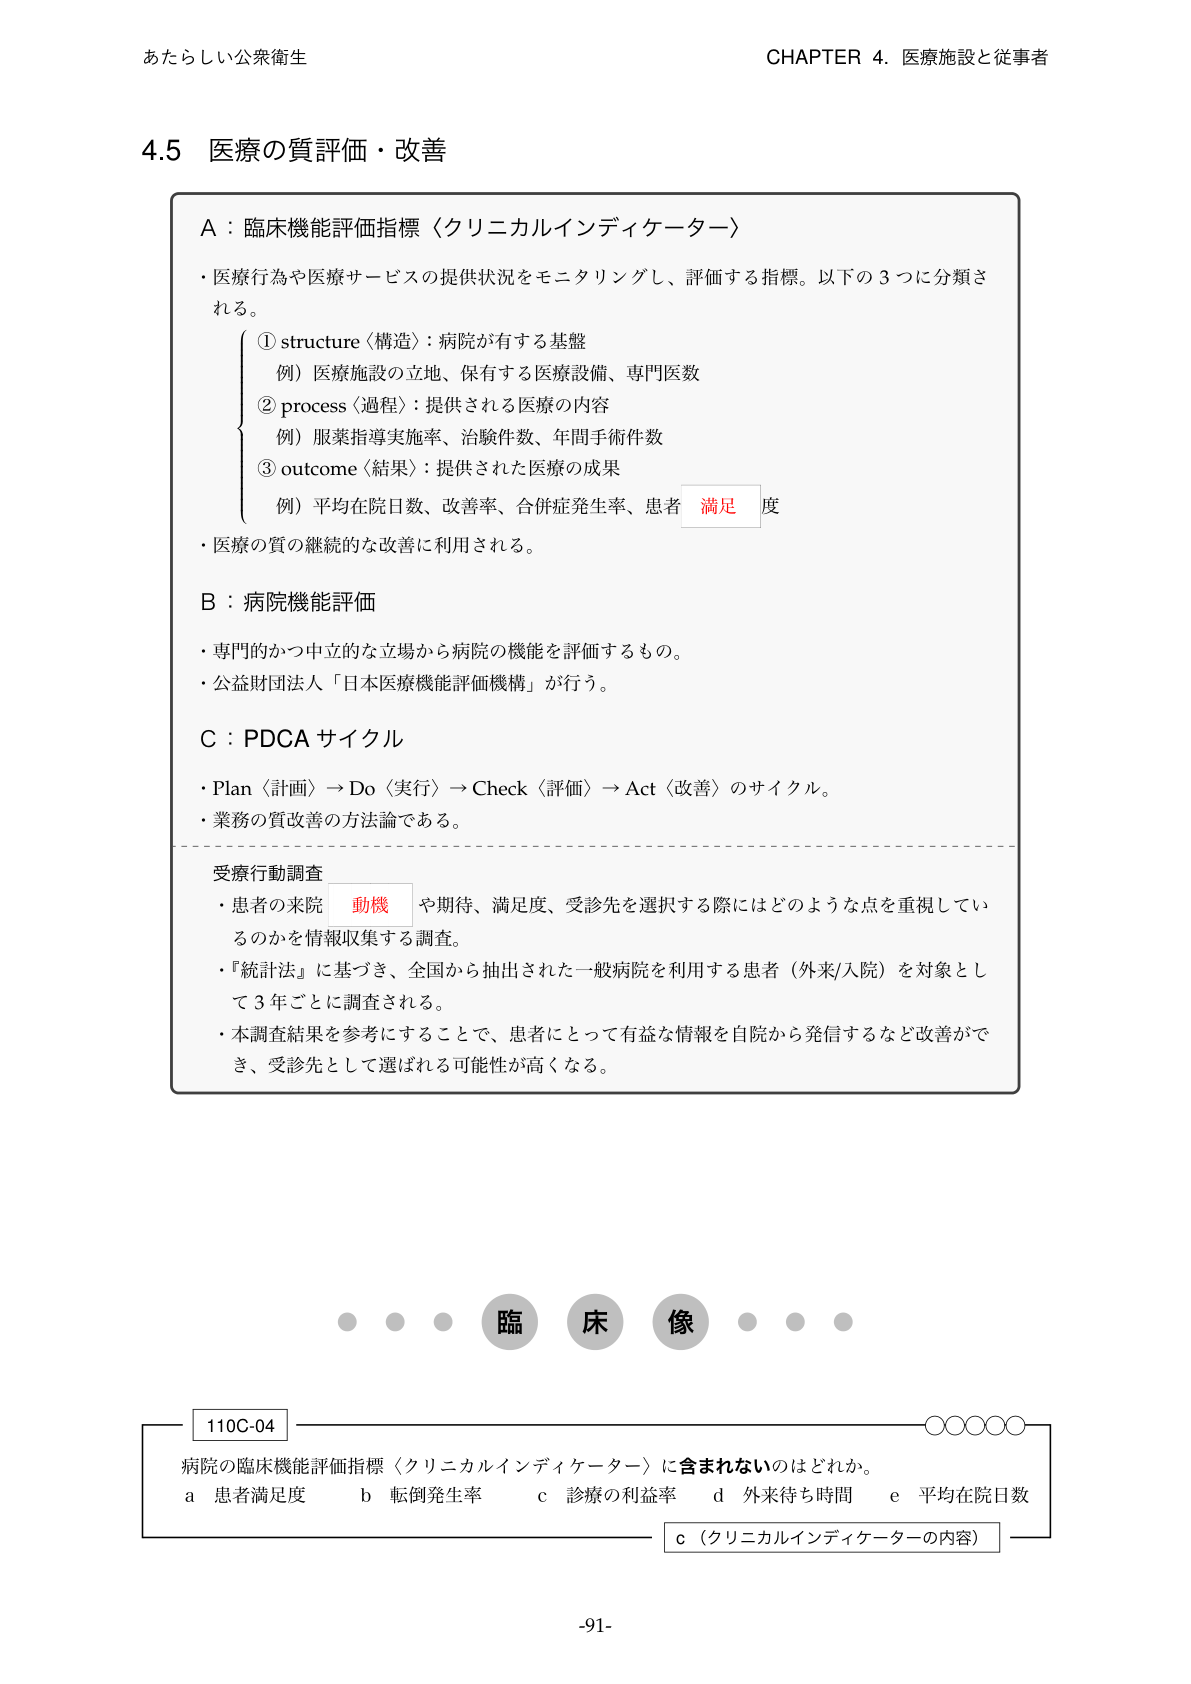 あたらしい公衆衛生
CHAPTER 4. 医療施設と従事者
4.5 医療の質評価・改善
A：臨床機能評価指標〈クリニカルインディケーター〉
・医療行為や医療サービスの提供状況をモニタリングし、評価する指標。以下の3つに分類さ
れる。
① structure〈構造〉：病院が有する基盤
例）医療施設の立地、保有する医療設備、専門医数
② process〈過程〉：提供される医療の内容
例）服薬指導実施率、治験件数、年間手術件数
③ outcome〈結果〉：提供された医療の成果
例）平均在院日数、改善率、合併症発生率、患者 満足 度
・医療の質の継続的な改善に利用される。
B：病院機能評価
・専門的かつ中立的な立場から病院の機能を評価するもの。
・公益財団法人「日本医療機能評価機構」が行う。
C：PDCAサイクル
・Plan〈計画〉→ Do〈実行〉→ Check〈評価〉→ Act〈改善〉のサイクル。
・業務の質改善の方法論である。
受療行動調査
・患者の来院 動機 や期待、満足度、受診先を選択する際にはどのような点を重視してい
るのかを情報収集する調査。
・『統計法』に基づき、全国から抽出された一般病院を利用する患者（外来/入院）を対象とし
て3年ごとに調査される。
・本調査結果を参考にすることで、患者にとって有益な情報を自院から発信するなど改善がで
き、受診先として選ばれる可能性が高くなる。
臨 床 像
110C-04
病院の臨床機能評価指標〈クリニカルインディケーター〉に含まれないのはどれか。
a 患者満足度 b 転倒発生率 c 診療の利益率 d 外来待ち時間 e 平均在院日数
c（クリニカルインディケーターの内容）
-91-